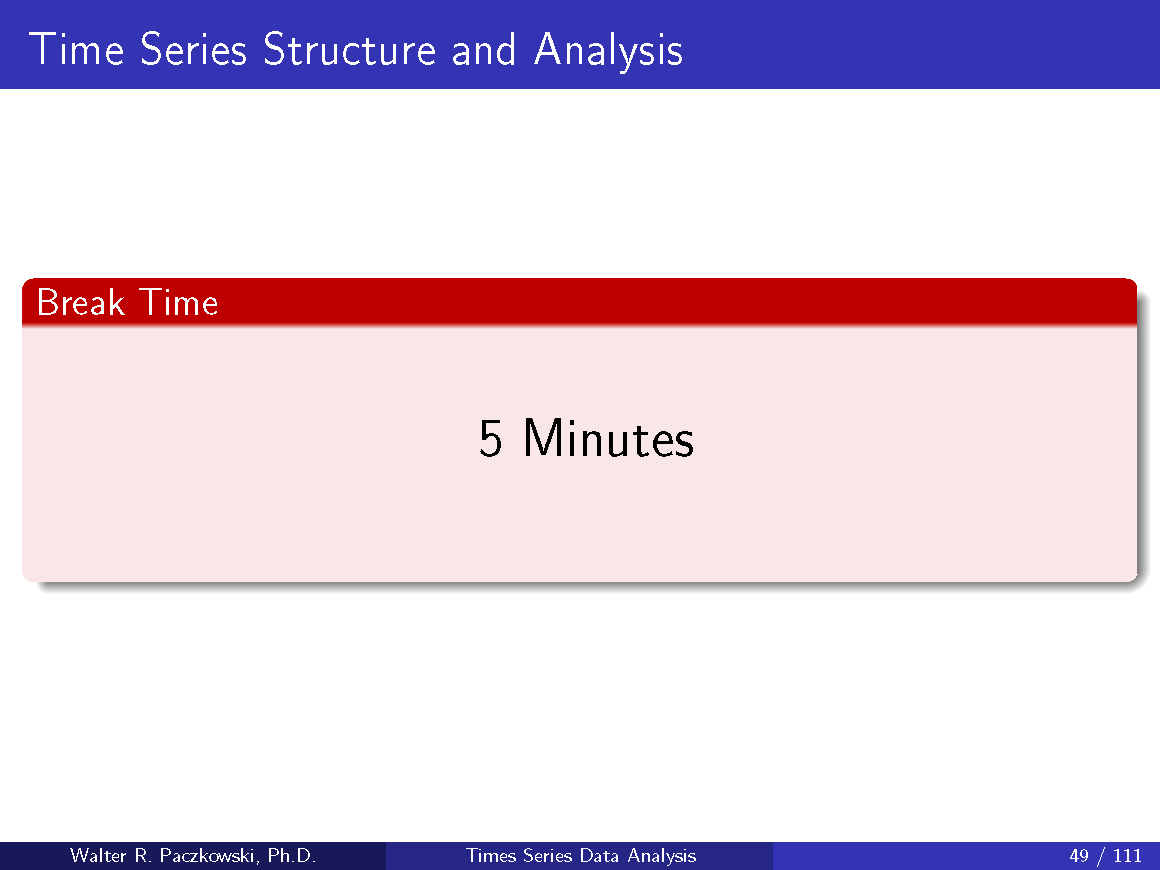 Time Series Structure and Analysis
Break Time
5 Minutes
Walter R. Paczkowski, Ph.D.
Times Series Data Analysis
49 / 111